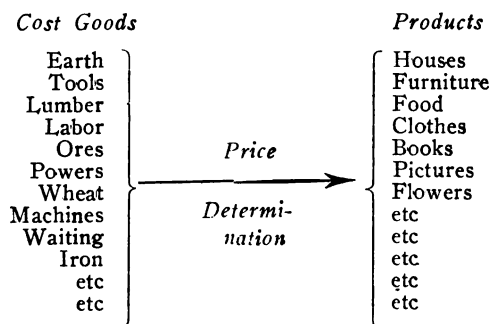 Cost Goods
Products
Earth
Tools
Lumber
Labor
Ores
Powers
Wheat
Machines
Waiting
Iron
etc
etc
Price
Determi-
nation
Houses
Furniture
Food
Clothes
Books
Pictures
Flowers
etc
etc
etc
etc
etc